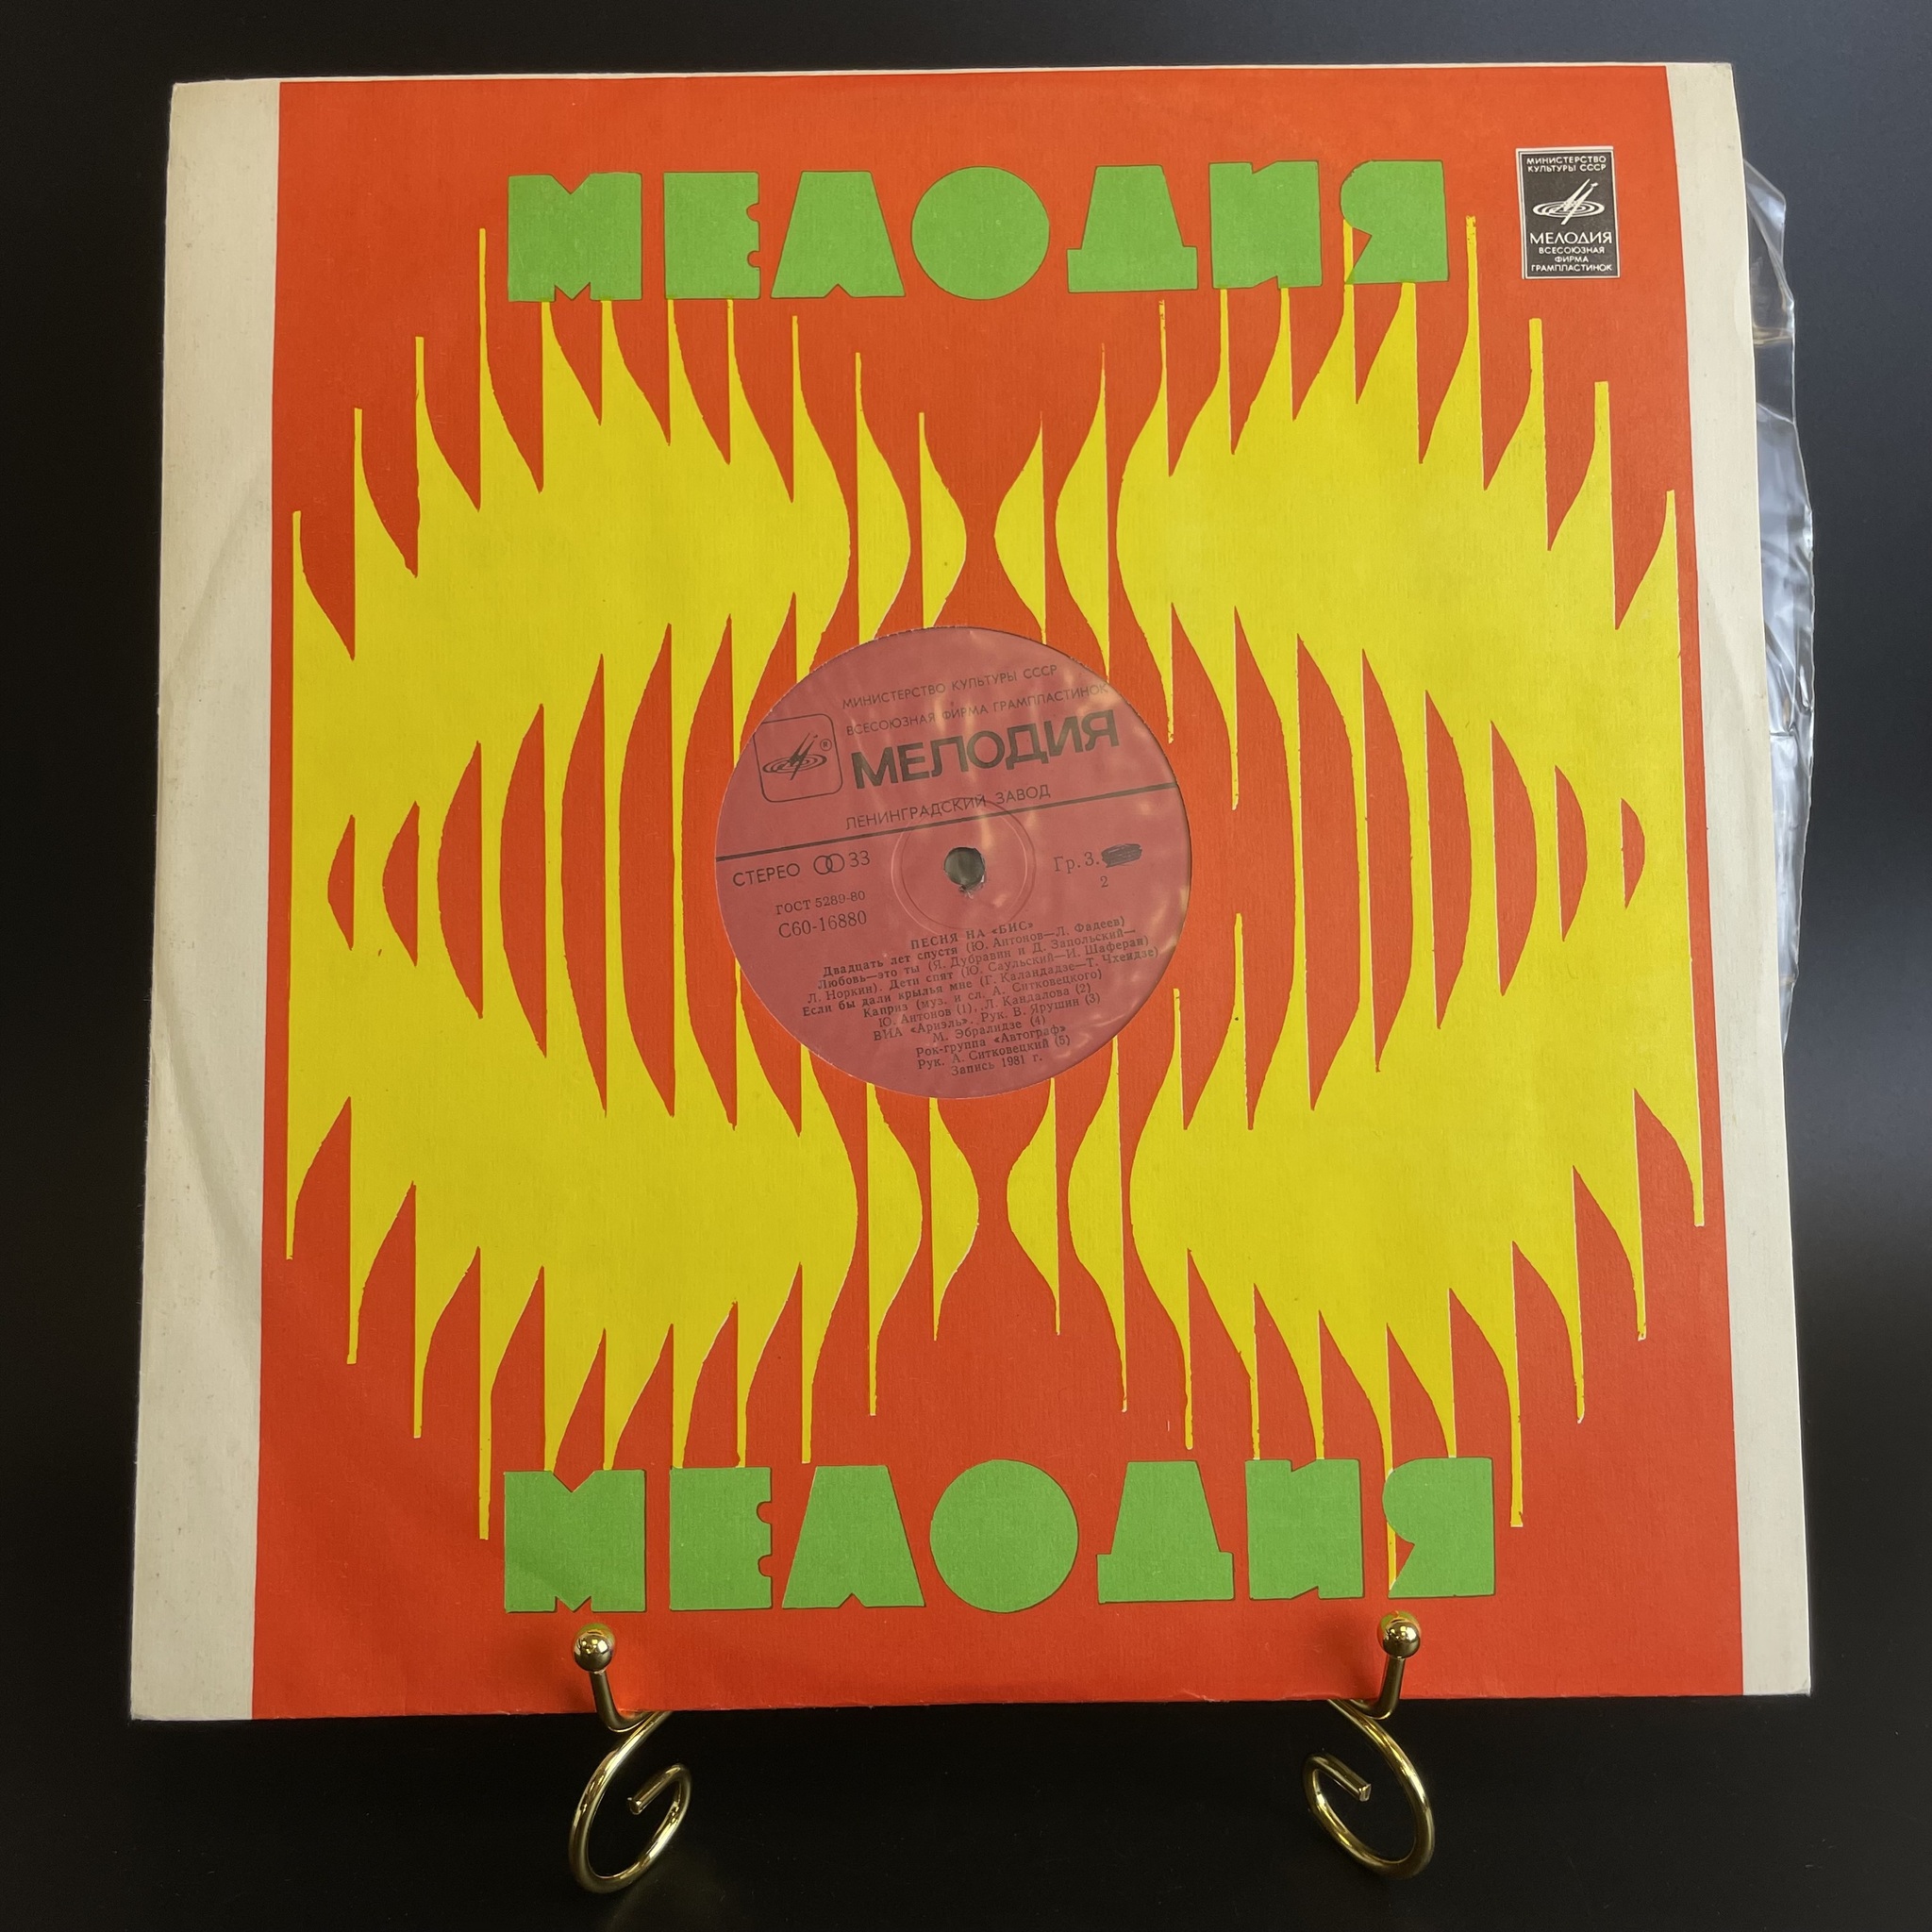 МЕЛОДИЯ
МИНИСТЕРСТВО
КУЛЬТУРЫ СССР
МЕЛОДИЯ
ВСЕСОЮЗНАЯ
ФИРМА
ГРАМПЛАСТИНОК
МИНИСТЕРСТВО КУЛЬТУРЫ СССР
ВСЕСОЮЗНАЯ ФИРМА ГРАМПЛАСТИНОК
®
МЕЛОДИЯ
ЛЕНИНГРАДСКИЙ ЗАВОД
СТЕРЕО 33
Гр. 3.
2
ГОСТ 5289-80
С60-16880
ПЕСНЯ НА «БИС»
Двадцать лет спустя (Ю. Антонов—Л. Фадеев)
Любовь—это ты (Я. Дубравин и Д. Запольский—
Л. Норкин). Дети спят (Ю. Саульский—И. Шаферан)
Если бы дали крылья мне (Г. Каландадзе—Т. Чхеидзе)
Каприз (муз. и сл. А. Ситковецкого)
Ю. Антонов (1), Л. Кандалова (2)
ВИА «Ариэль». Рук. В. Ярушин (3)
М. Эбралидзе (4)
Рок-группа «Автограф»
Рук. А. Ситковецкий (5)
Запись 1981 г.
МЕЛОДИЯ